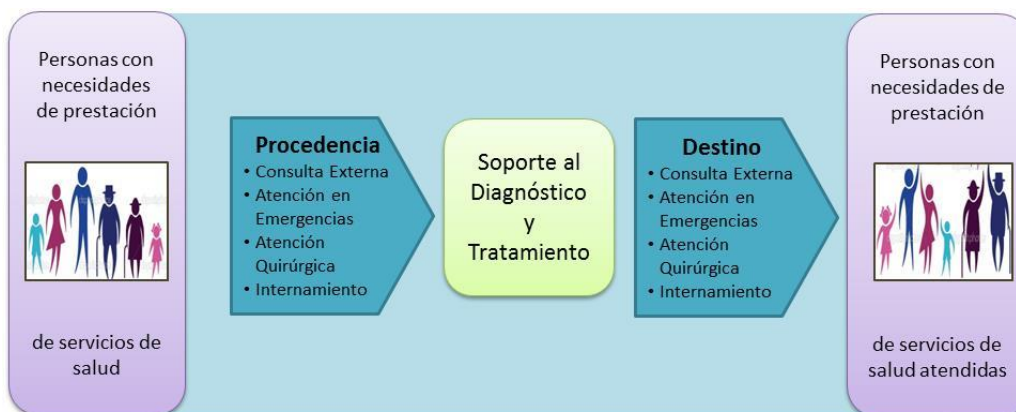 Personas con
necesidades
de prestación
de servicios de
salud
Procedencia
• Consulta Externa
• Atención en
Emergencias
• Atención
Quirúrgica
• Internamiento
Soporte al
Diagnóstico
y
Tratamiento
Destino
• Consulta Externa
• Atención en
Emergencias
• Atención
Quirúrgica
• Internamiento
Personas con
necesidades de
prestación
de servicios de
salud atendidas